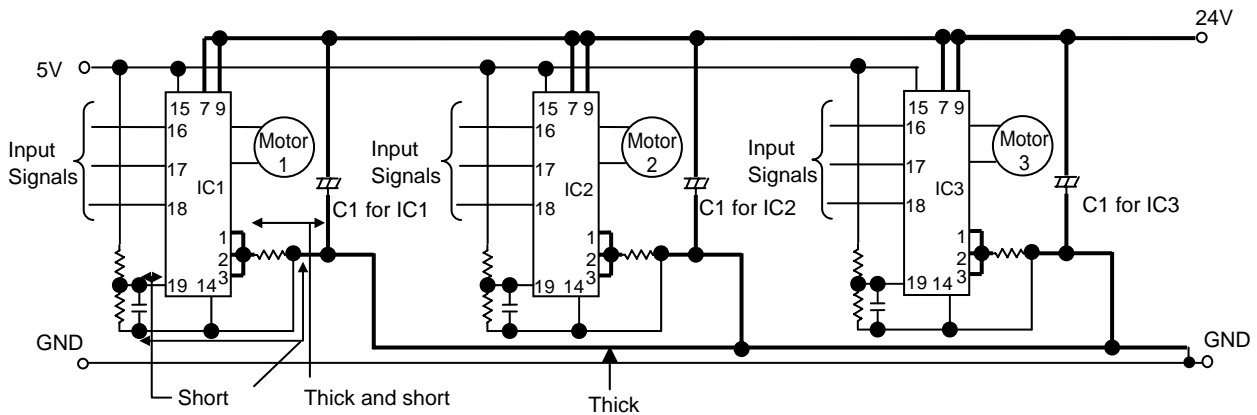 24V
5V
15 7 9
15 7 9
15 7 9
Input
Signals
16
17
18
Motor
1
IC1
C1 for IC1
1
2
3
19 14
Input
Signals
16
17
18
Motor
2
IC2
C1 for IC2
1
2
3
19 14
Input
Signals
16
17
18
Motor
3
IC3
C1 for IC3
1
2
3
19 14
GND
GND
Short
Thick and short
Thick